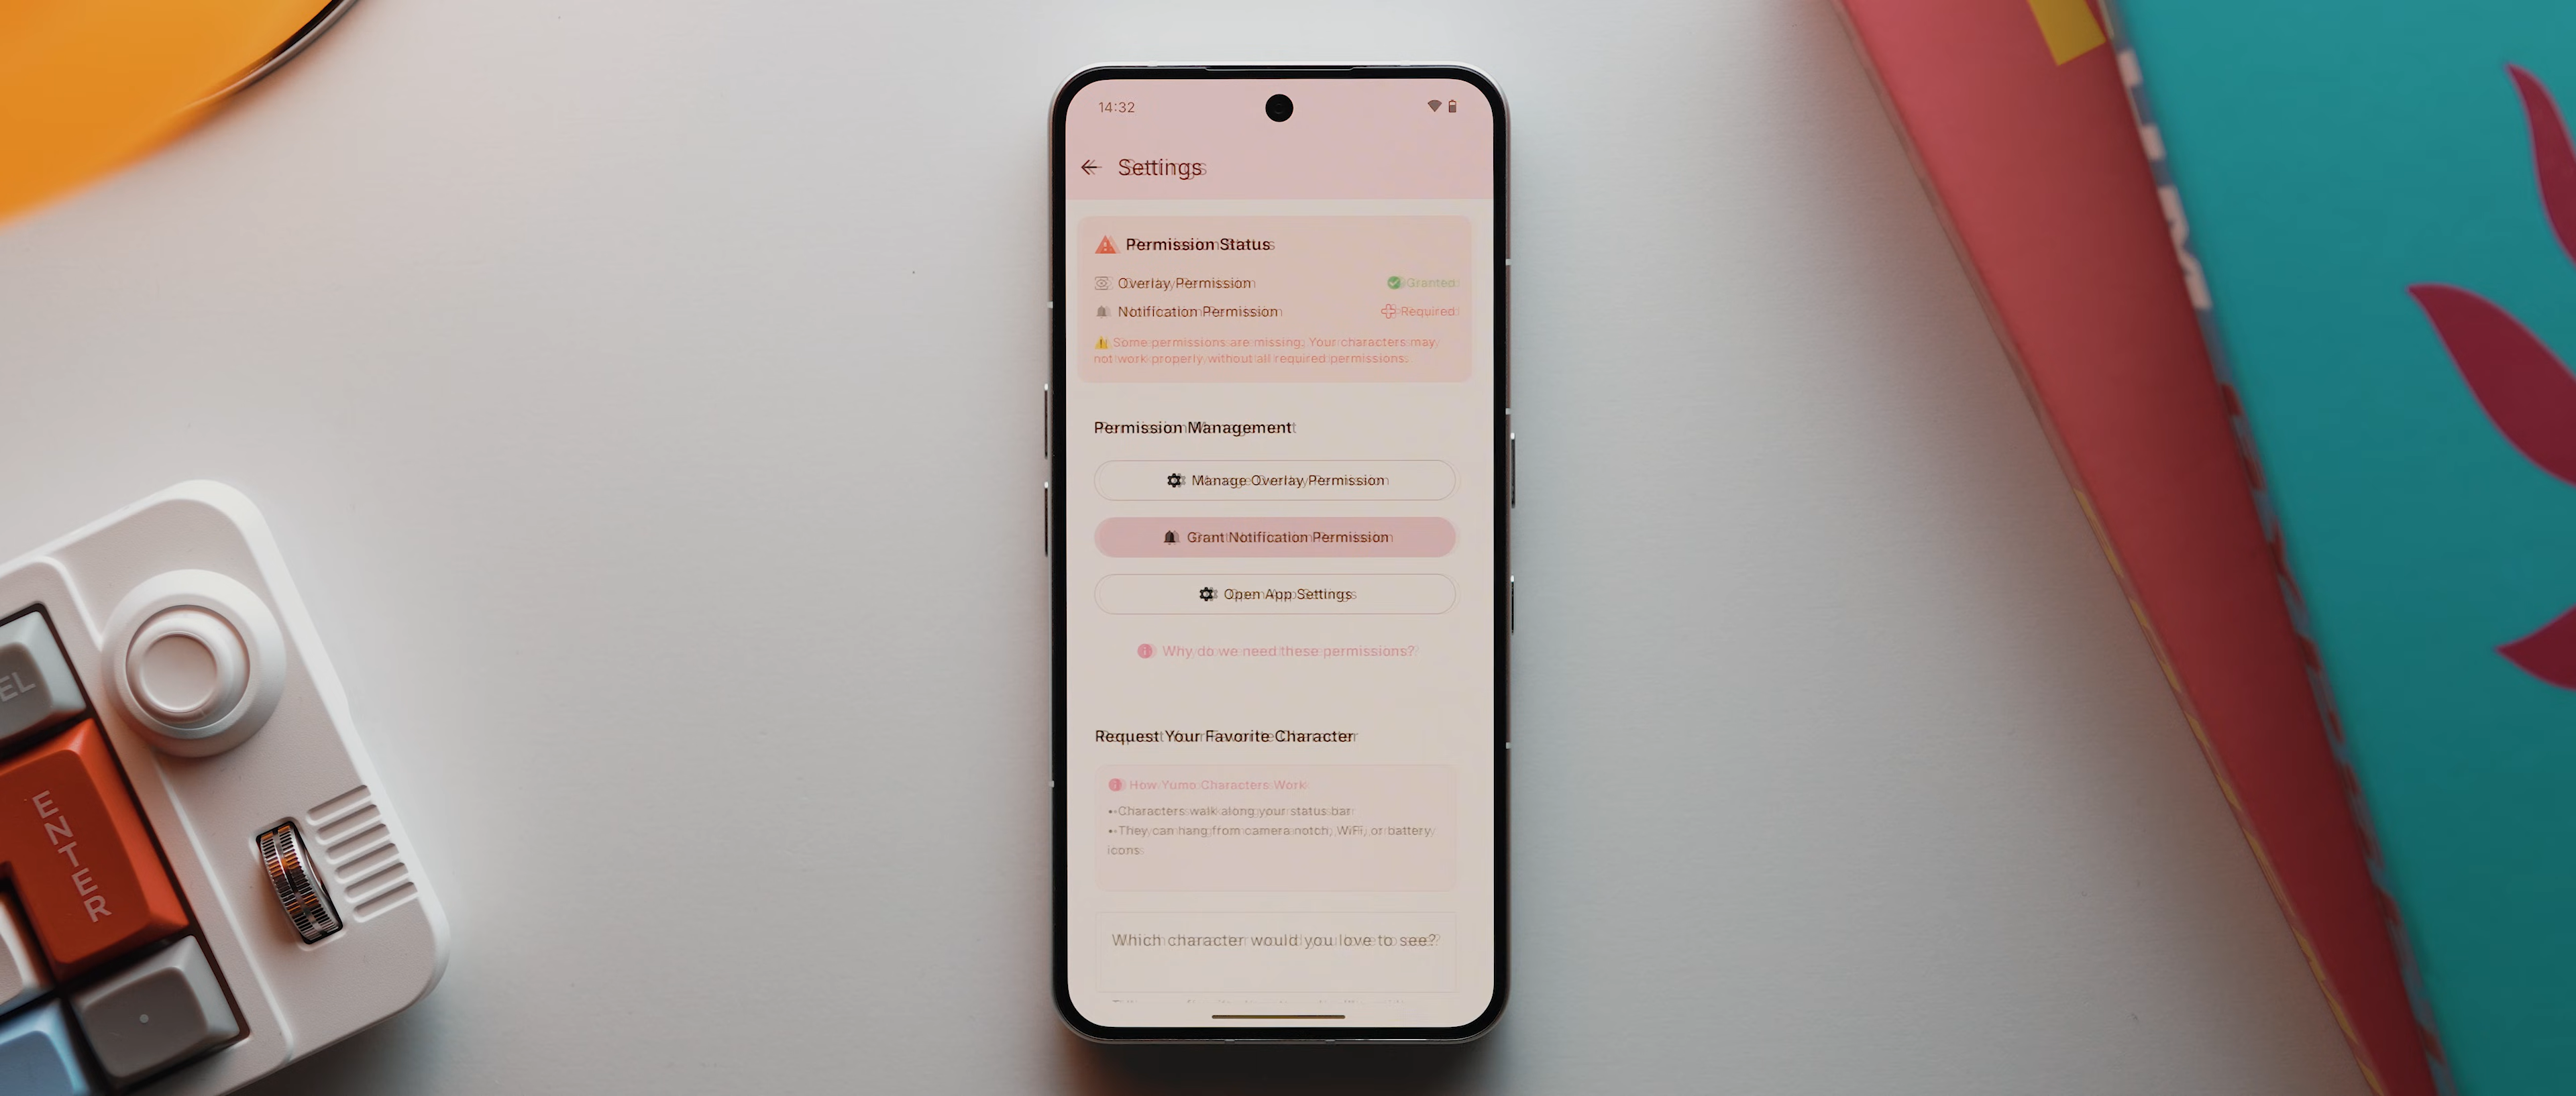 14:32
Settings
Permission Status
Overlay Permission
Granted
Notification Permission
Required
Some permissions are missing. Your characters may
not work properly without all required permissions.
Permission Management
Manage Overlay Permission
Grant Notification Permission
Open App Settings
Why do we need these permissions?
Request Your Favorite Character
How Yumo Characters Work
• Characters walk along your status bar
• They can hang from camera notch, WiFi, or battery
icons
Which character would you love to see?
EL
ENTER